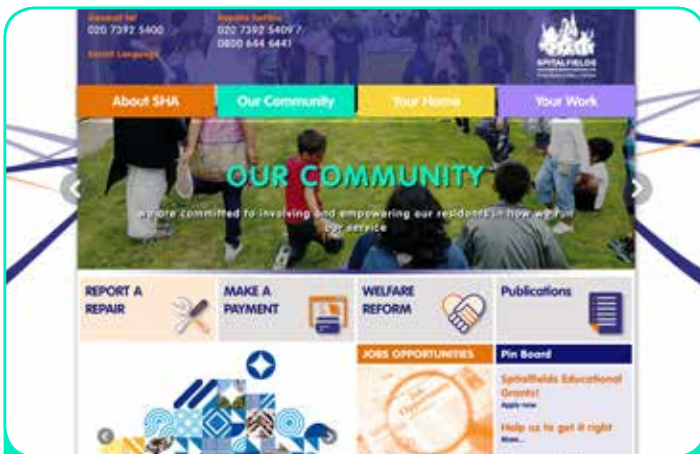 General Tel
020 7392 5400
Repairs hotline
020 7392 5409 /
0800 644 6441
Select Language
SPITALFIELDS
About SHA
Our Community
Your Home
Your Work
OUR COMMUNITY
we are committed to involving and empowering our residents in how we run
our service
REPORT A
REPAIR
MAKE A
PAYMENT
WELFARE
REFORM
Publications
JOBS OPPORTUNITIES
Job
Opportunities
Pin Board
Spitalfields Educational
Grants!
Apply now
Help us to get it right
More...